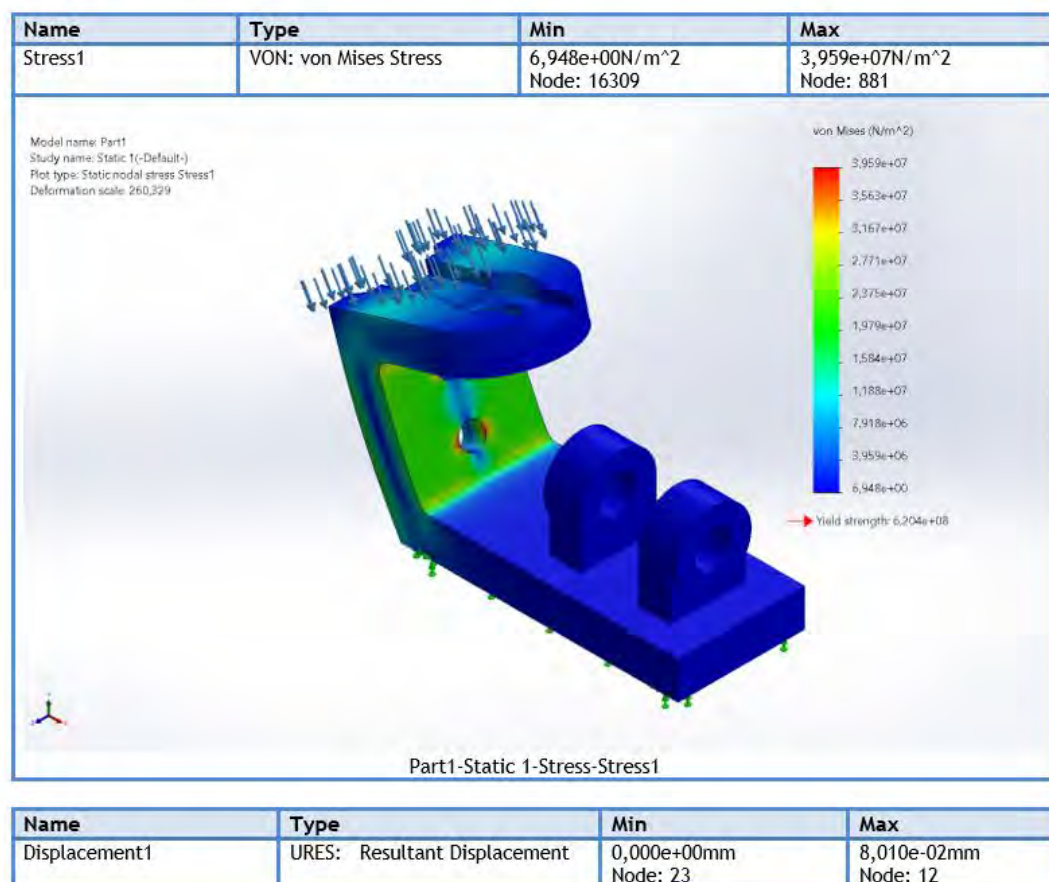 Name Type Min Max
Stress1 VON: von Mises Stress 6,948e+00N/m^2 3,959e+07N/m^2
Node: 16309 Node: 881
Model name: Part1
Study name: Static 1(-Default-)
Plot type: Static nodal stress Stress1
Deformation scale: 260,329
von Mises (N/m^2)
3,959e+07
3,563e+07
3,167e+07
2,771e+07
2,375e+07
1,979e+07
1,584e+07
1,188e+07
7,918e+06
3,959e+06
6,948e+00
Yield strength: 6,204e+08
Part1-Static 1-Stress-Stress1
Name Type Min Max
Displacement1 URES: Resultant Displacement 0,000e+00mm 8,010e-02mm
Node: 23 Node: 12